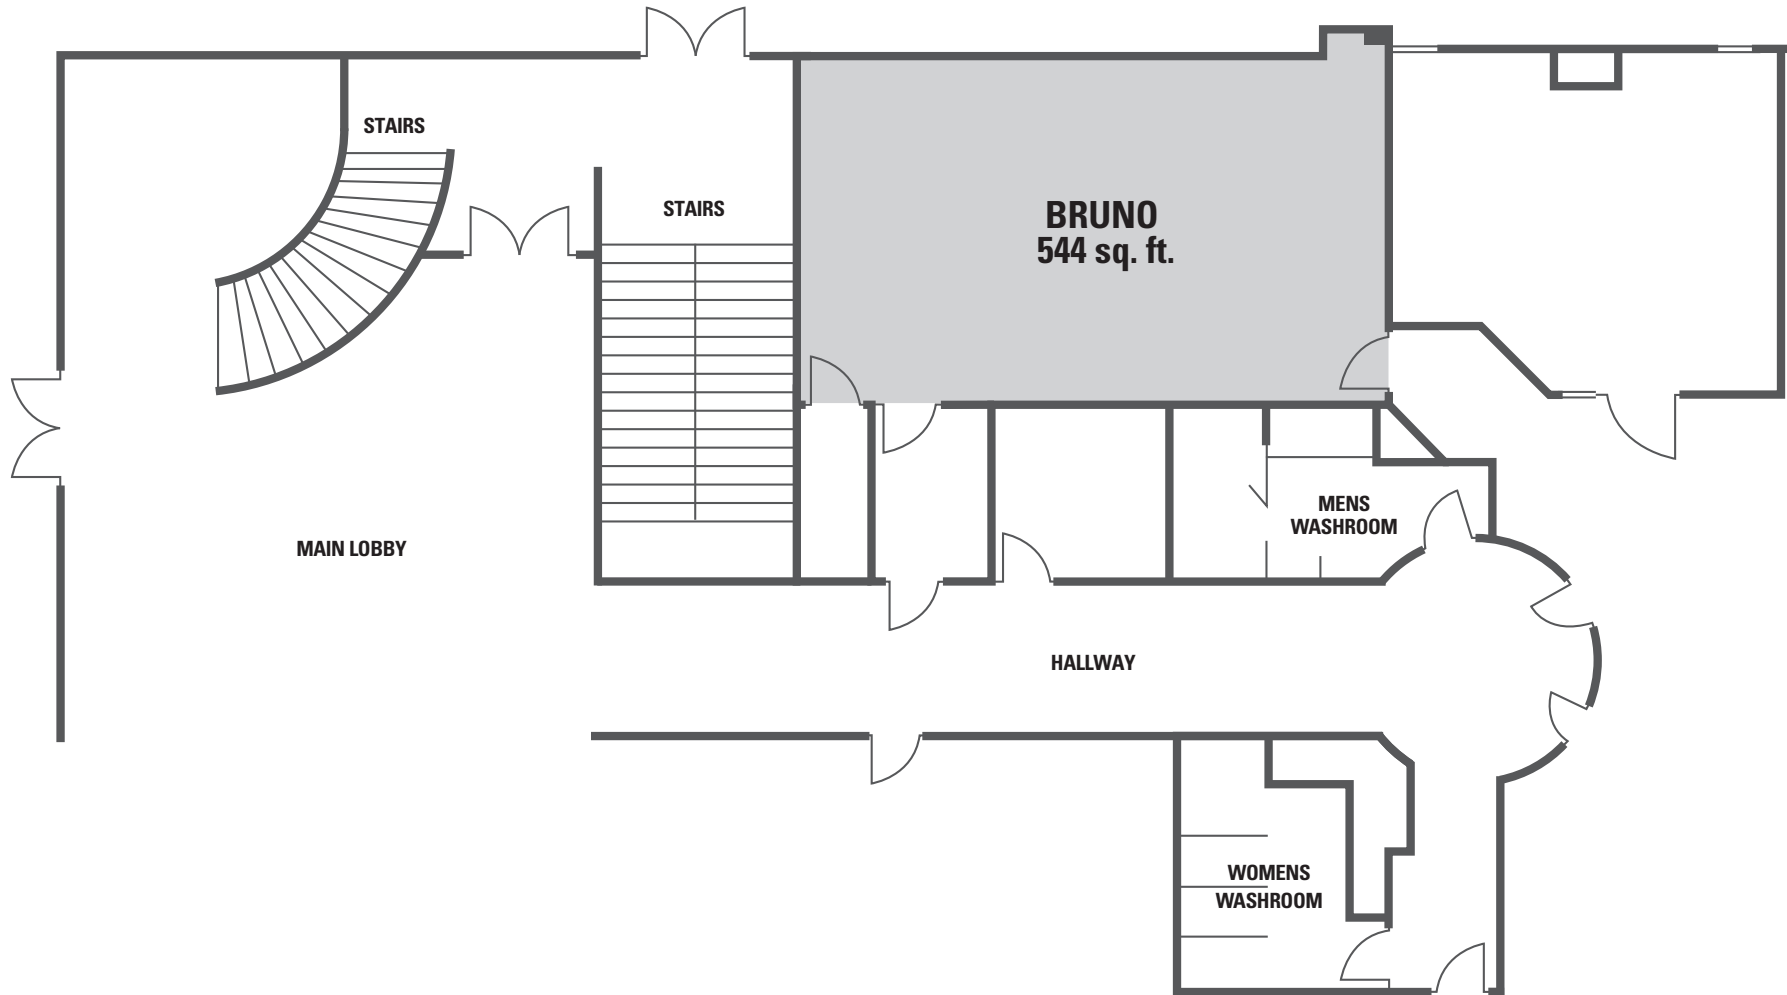 STAIRS
STAIRS
BRUNO
544 sq. ft.
MENS
WASHROOM
MAIN LOBBY
HALLWAY
WOMENS
WASHROOM